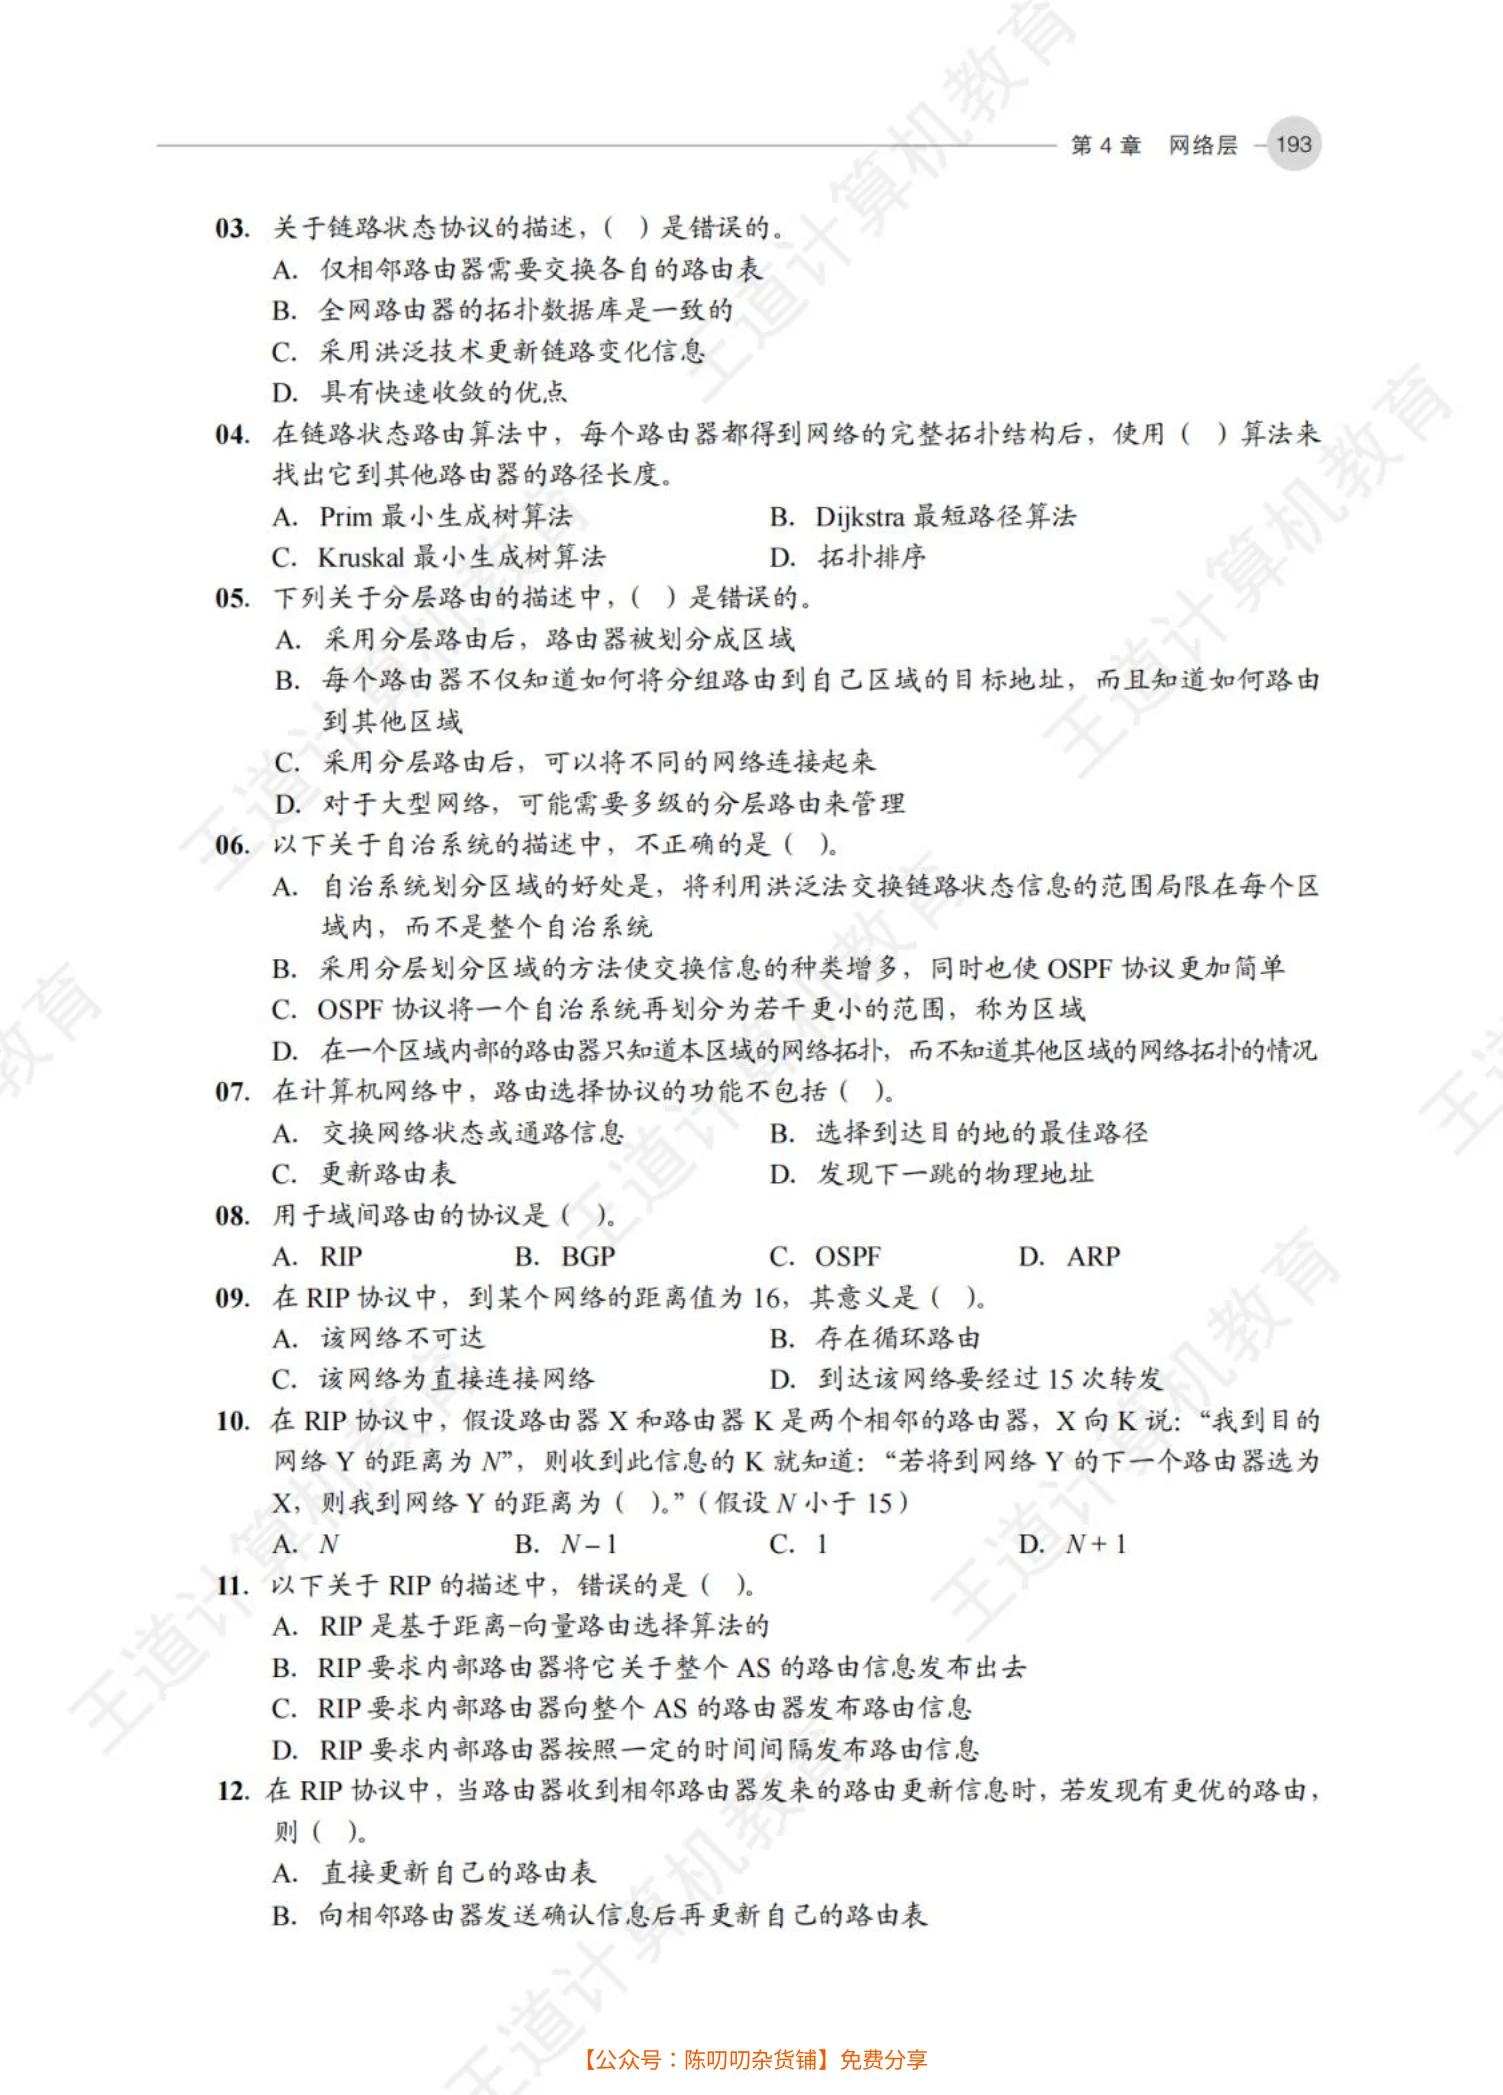 第 4 章 网络层 193
03. 关于链路状态协议的描述，( ) 是错误的。
A. 仅相邻路由器需要交换各自的路由表
B. 全网路由器的拓扑数据库是一致的
C. 采用洪泛技术更新链路变化信息
D. 具有快速收敛的优点
04. 在链路状态路由算法中，每个路由器都得到网络的完整拓扑结构后，使用 ( ) 算法来
找出它到其他路由器的路径长度。
A. Prim 最小生成树算法 B. Dijkstra 最短路径算法
C. Kruskal 最小生成树算法 D. 拓扑排序
05. 下列关于分层路由的描述中，( ) 是错误的。
A. 采用分层路由后，路由器被划分成区域
B. 每个路由器不仅知道如何将分组路由到自己区域的目标地址，而且知道如何路由
到其他区域
C. 采用分层路由后，可以将不同的网络连接起来
D. 对于大型网络，可能需要多级的分层路由来管理
06. 以下关于自治系统的描述中，不正确的是 ( )。
A. 自治系统划分区域的好处是，将利用洪泛法交换链路状态信息的范围局限在每个区
域内，而不是整个自治系统
B. 采用分层划分区域的方法使交换信息的种类增多，同时也使 OSPF 协议更加简单
C. OSPF 协议将一个自治系统再划分为若干更小的范围，称为区域
D. 在一个区域内部的路由器只知道本区域的网络拓扑，而不知道其他区域的网络拓扑的情况
07. 在计算机网络中，路由选择协议的功能不包括 ( )。
A. 交换网络状态或通路信息 B. 选择到达目的地的最佳路径
C. 更新路由表 D. 发现下一跳的物理地址
08. 用于域间路由的协议是 ( )。
A. RIP B. BGP C. OSPF D. ARP
09. 在 RIP 协议中，到某个网络的距离值为 16，其意义是 ( )。
A. 该网络不可达 B. 存在循环路由
C. 该网络为直接连接网络 D. 到达该网络要经过 15 次转发
10. 在 RIP 协议中，假设路由器 X 和路由器 K 是两个相邻的路由器，X 向 K 说：“我到目的
网络 Y 的距离为 N”，则收到此信息的 K 就知道：“若将到网络 Y 的下一个路由器选为
X，则我到网络 Y 的距离为 ( )。”（假设 N 小于 15）
A. N B. N – 1 C. 1 D. N + 1
11. 以下关于 RIP 的描述中，错误的是 ( )。
A. RIP 是基于距离-向量路由选择算法的
B. RIP 要求内部路由器将它关于整个 AS 的路由信息发布出去
C. RIP 要求内部路由器向整个 AS 的路由器发布路由信息
D. RIP 要求内部路由器按照一定的时间间隔发布路由信息
12. 在 RIP 协议中，当路由器收到相邻路由器发来的路由更新信息时，若发现有更优的路由，
则 ( )。
A. 直接更新自己的路由表
B. 向相邻路由器发送确认信息后再更新自己的路由表
王道计算机教育
【公众号：陈叨叨杂货铺】免费分享